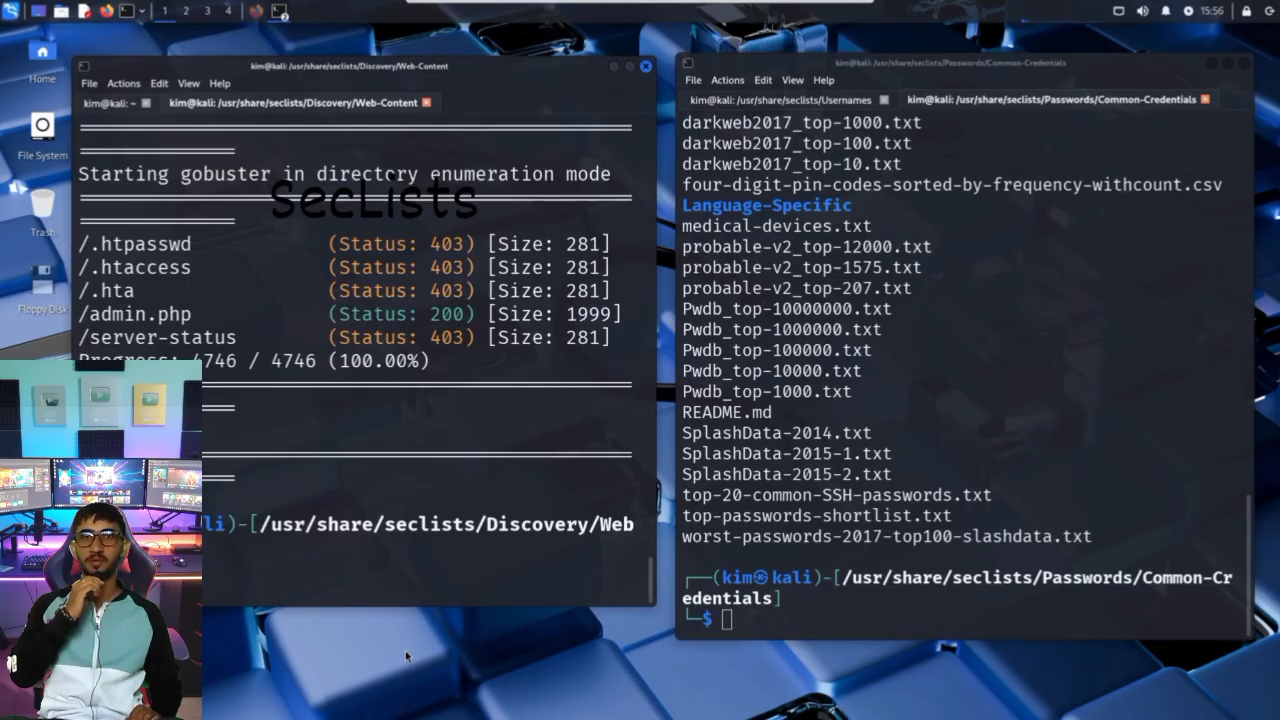 1 2 3 4
2
15:56
Home
File System
Trash
Floppy Disk
kim@kali: /usr/share/seclists/Discovery/Web-Content
File Actions Edit View Help
kim@kali: ~
kim@kali: /usr/share/seclists/Discovery/Web-Content
Starting gobuster in directory enumeration mode
SecLists
/.htpasswd (Status: 403) [Size: 281]
/.htaccess (Status: 403) [Size: 281]
/.hta (Status: 403) [Size: 281]
/admin.php (Status: 200) [Size: 1999]
/server-status (Status: 403) [Size: 281]
Progress: 4746 / 4746 (100.00%)
li)-[/usr/share/seclists/Discovery/Web
kim@kali: /usr/share/seclists/Passwords/Common-Credentials
File Actions Edit View Help
kim@kali: /usr/share/seclists/Usernames
kim@kali: /usr/share/seclists/Passwords/Common-Credentials
darkweb2017_top-1000.txt
darkweb2017_top-100.txt
darkweb2017_top-10.txt
four-digit-pin-codes-sorted-by-frequency-withcount.csv
Language-Specific
medical-devices.txt
probable-v2_top-12000.txt
probable-v2_top-1575.txt
probable-v2_top-207.txt
Pwdb_top-10000000.txt
Pwdb_top-1000000.txt
Pwdb_top-100000.txt
Pwdb_top-10000.txt
Pwdb_top-1000.txt
README.md
SplashData-2014.txt
SplashData-2015-1.txt
SplashData-2015-2.txt
top-20-common-SSH-passwords.txt
top-passwords-shortlist.txt
worst-passwords-2017-top100-slashdata.txt
┌──(kim㉿kali)-[/usr/share/seclists/Passwords/Common-Cr
edentials]
└─$